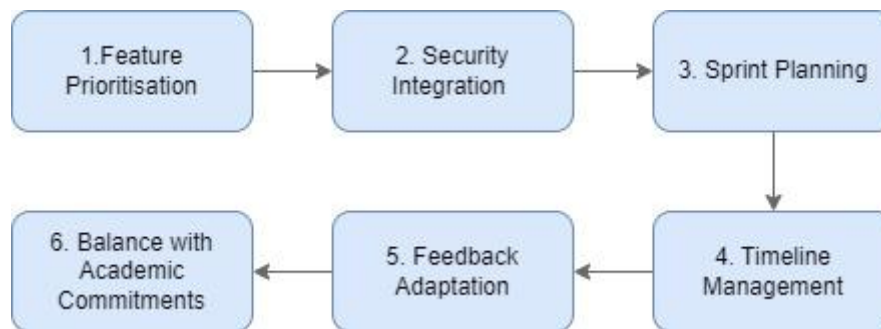 1.Feature
Prioritisation
2. Security
Integration
3. Sprint Planning
4. Timeline
Management
5. Feedback
Adaptation
6. Balance with
Academic
Commitments